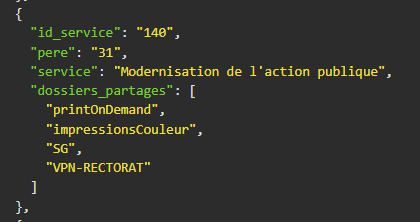 },
{
"id_service": "140",
"pere": "31",
"service": "Modernisation de l'action publique",
"dossiers_partages": [
"printOnDemand",
"impressionsCouleur",
"SG",
"VPN-RECTORAT"
]
},
{